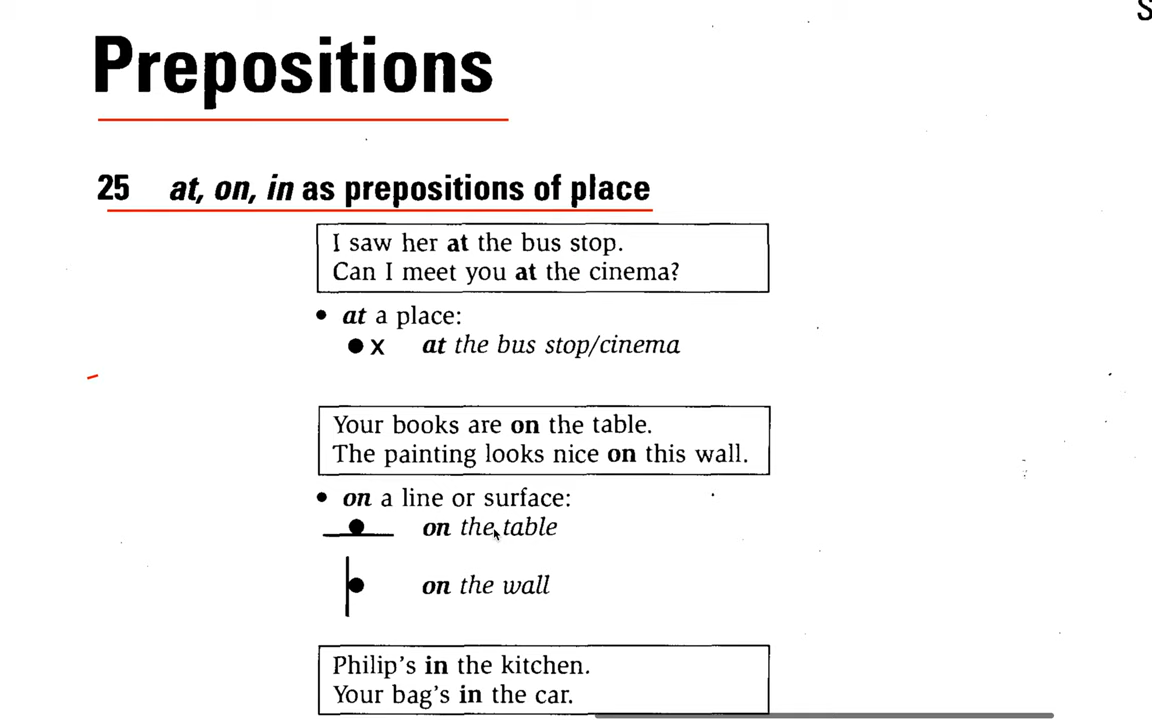 S
Prepositions
25 at, on, in as prepositions of place
I saw her at the bus stop.
Can I meet you at the cinema?
• at a place:
● x at the bus stop/cinema
Your books are on the table.
The painting looks nice on this wall.
• on a line or surface:
on the table
on the wall
Philip's in the kitchen.
Your bag's in the car.